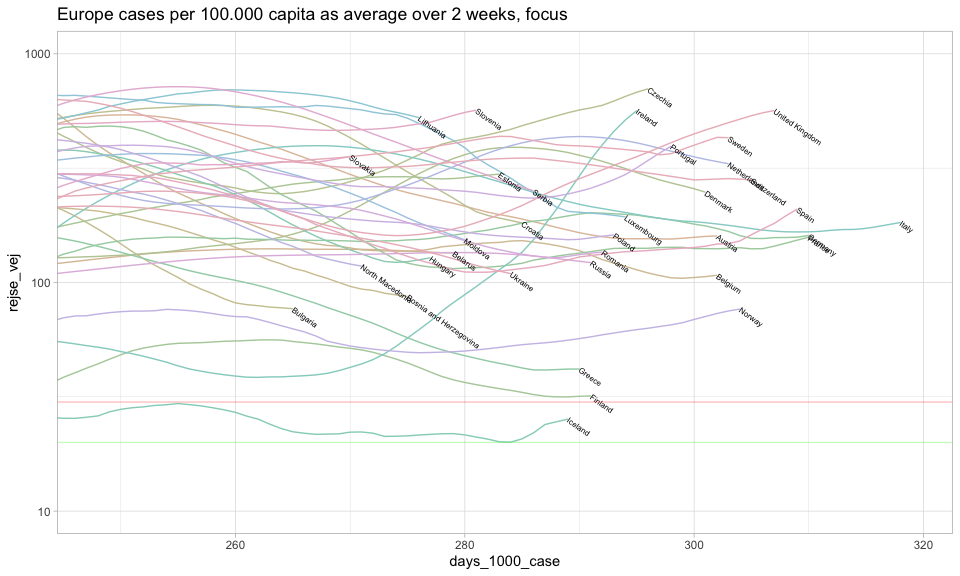 Europe cases per 100.000 capita as average over 2 weeks, focus
1000
100
10
rejse_vej
Czechia
Ireland
United Kingdom
Lithuania
Slovenia
Sweden
Portugal
Slovakia
Estonia
Serbia
Denmark
Spain
Italy
Croatia
Luxembourg
Poland
Austria
Moldova
Belarus
Hungary
Romania
Russia
Ukraine
Belgium
North Macedonia
Bosnia and Herzegovina
Bulgaria
Norway
Greece
Finland
Iceland
260
280
300
320
days_1000_case